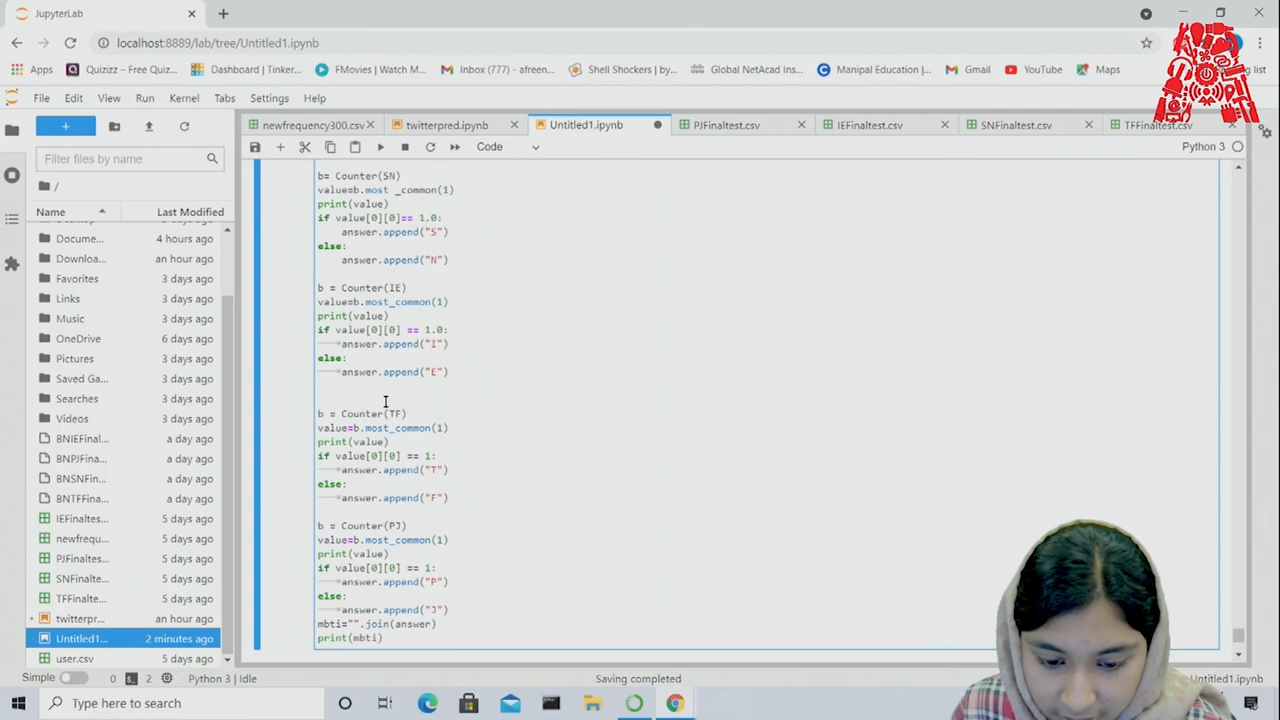 JupyterLab
localhost:8889/lab/tree/Untitled1.ipynb
Apps Quizizz – Free Quiz... Dashboard | Tinker... FMovies | Watch M... Inbox (777) - afreen... Shell Shockers | by... Global NetAcad Ins... Manipal Education |... Gmail YouTube Maps ing list
File Edit View Run Kernel Tabs Settings Help
newfrequency300.csv twitterpred.ipynb Untitled1.ipynb PJFinaltest.csv IEFinaltest.csv SNFinaltest.csv TFFinaltest.csv
Code Python 3
Filter files by name
/
Name Last Modified
Docume... 4 hours ago
Downloa... an hour ago
Favorites 3 days ago
Links 3 days ago
Music 3 days ago
OneDrive 6 days ago
Pictures 3 days ago
Saved Ga... 3 days ago
Searches 3 days ago
Videos 3 days ago
BNIEFinal... a day ago
BNPJFinal... a day ago
BNSNFin... a day ago
BNTFFina... a day ago
IEFinaltes... 5 days ago
newfrequ... 5 days ago
PJFinalte... 5 days ago
SNFinalte... 5 days ago
TFFinalte... 5 days ago
twitterpr... an hour ago
Untitled1... 2 minutes ago
user.csv 5 days ago
b= Counter(SN)
value=b.most _common(1)
print(value)
if value[0][0]== 1.0:
answer.append("S")
else:
answer.append("N")
b = Counter(IE)
value=b.most_common(1)
print(value)
if value[0][0] == 1.0:
answer.append("I")
else:
answer.append("E")
b = Counter(TF)
value=b.most_common(1)
print(value)
if value[0][0] == 1:
answer.append("T")
else:
answer.append("F")
b = Counter(PJ)
value=b.most_common(1)
print(value)
if value[0][0] == 1:
answer.append("P")
else:
answer.append("J")
mbti="".join(answer)
print(mbti)
Simple 0 2 Python 3 | Idle Saving completed Untitled1.ipynb
Type here to search